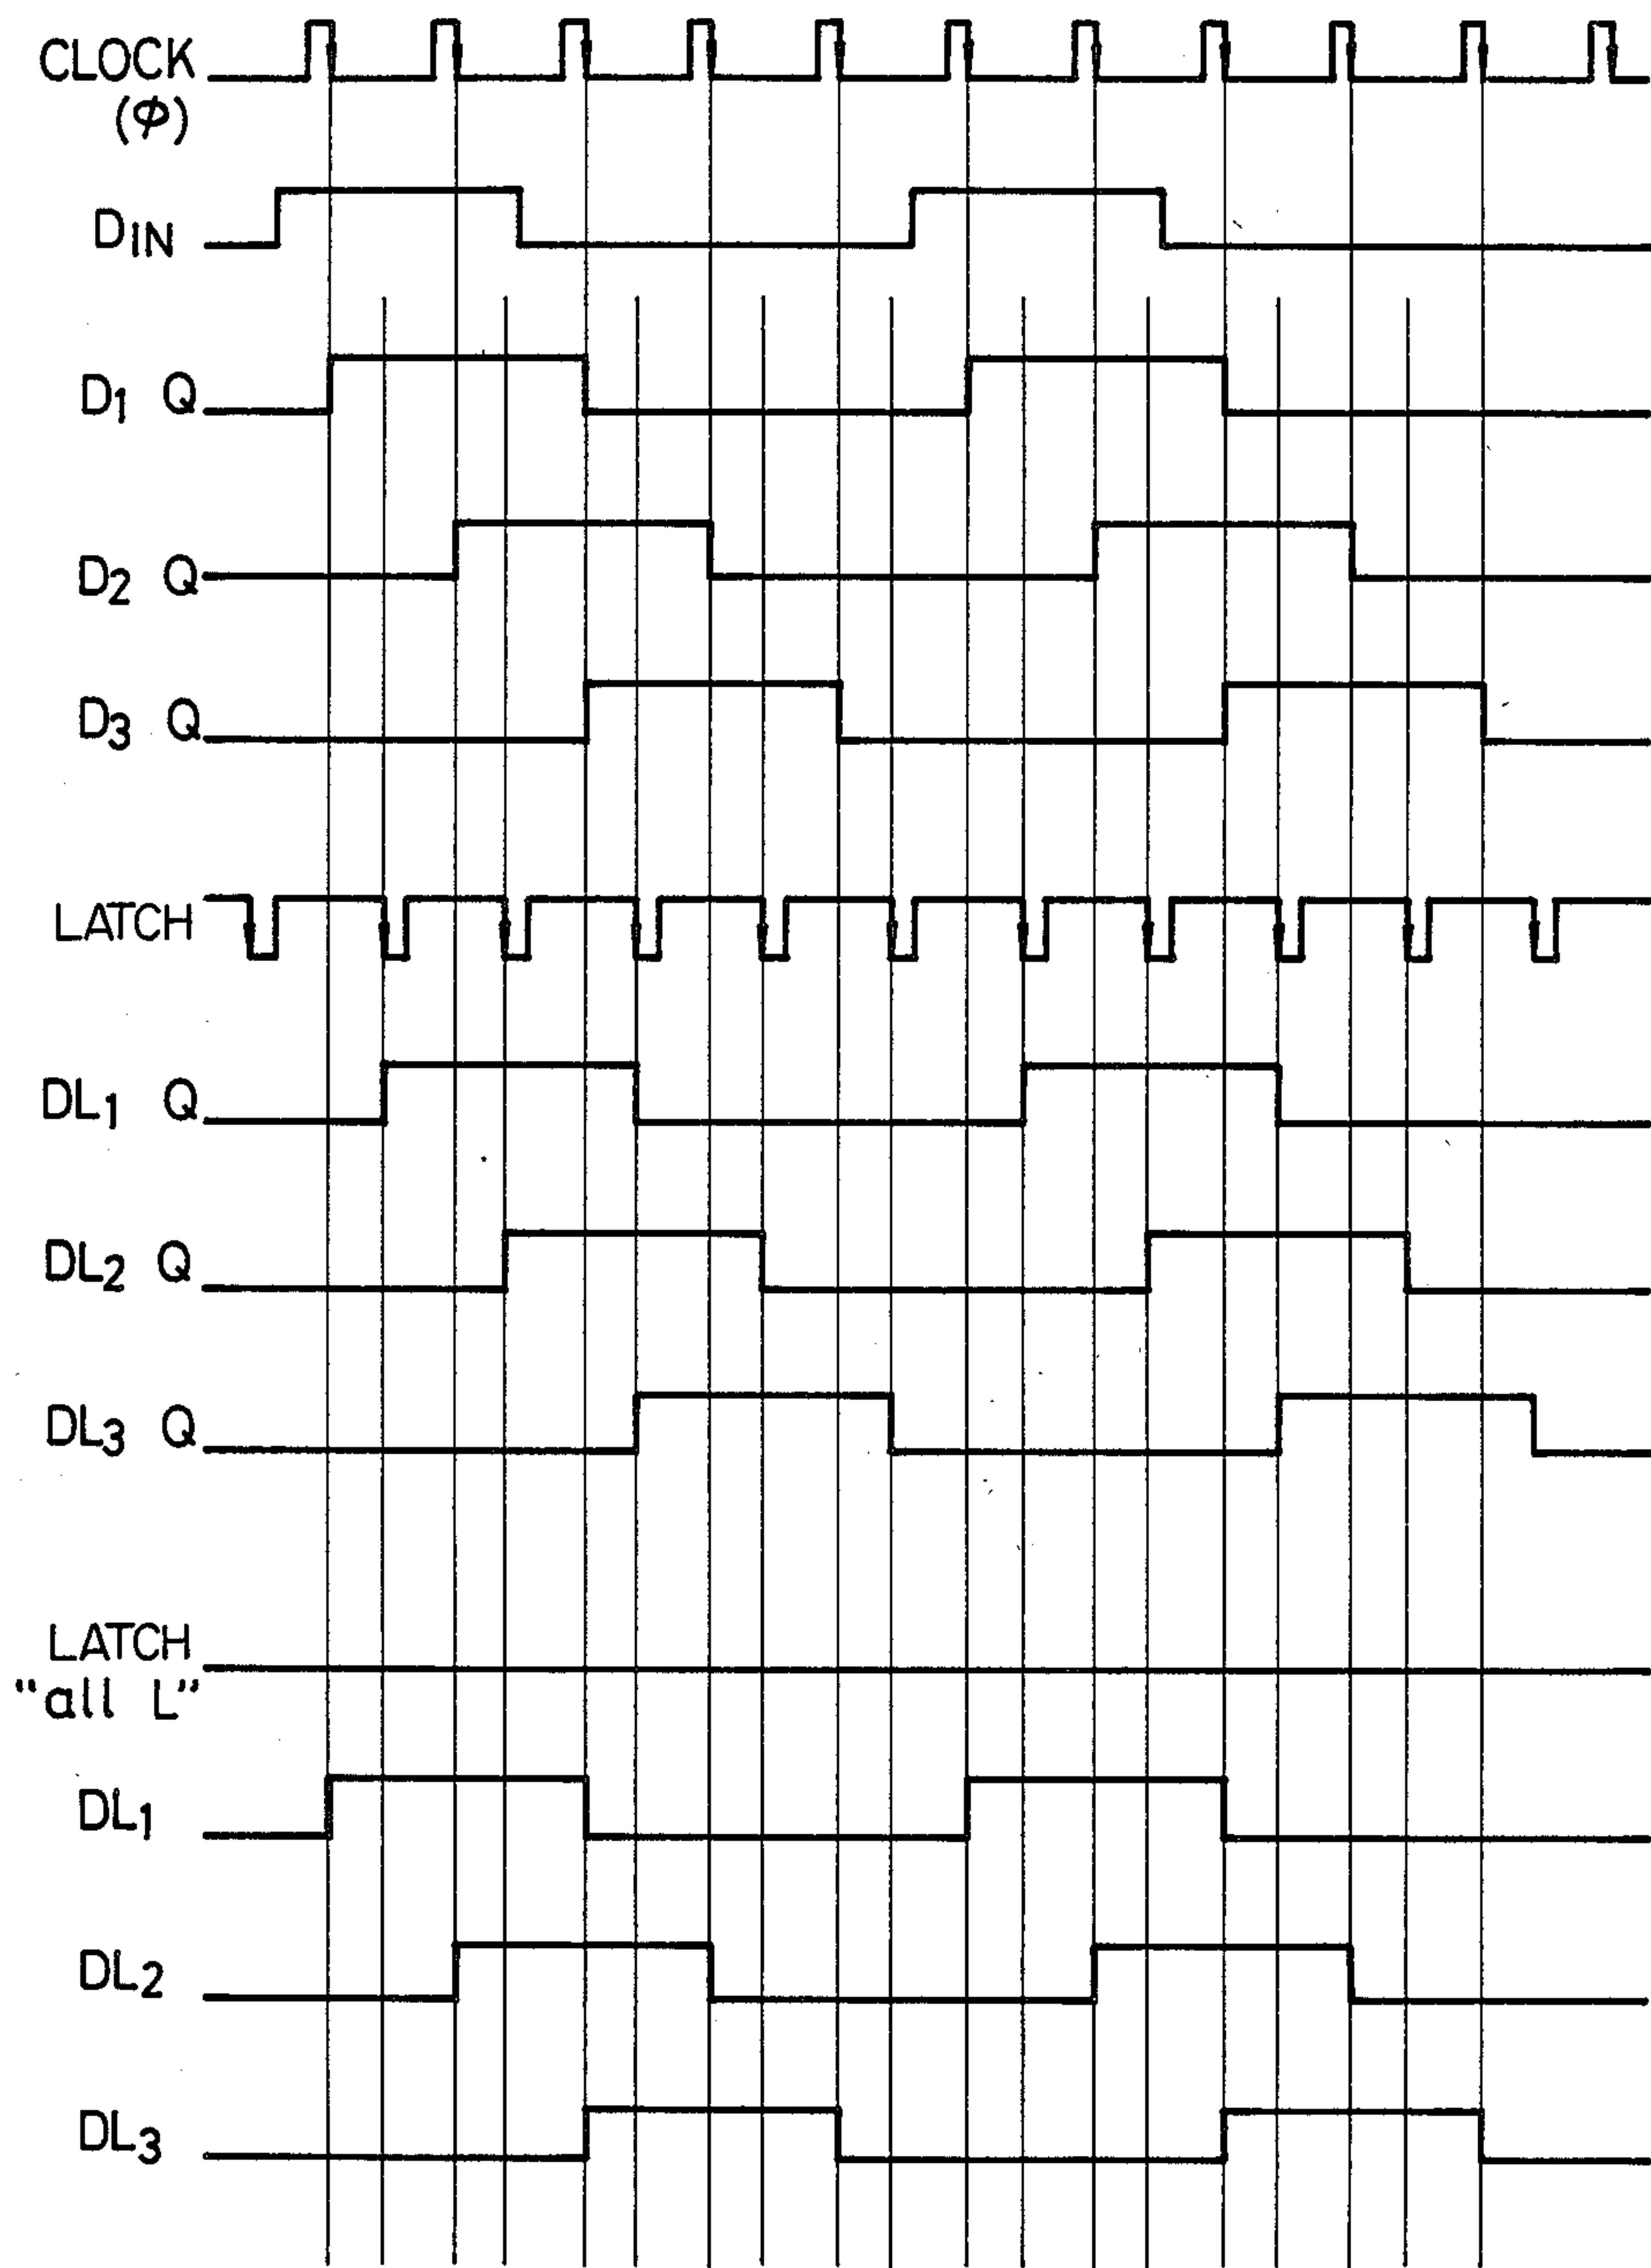 CLOCK
(φ)
DIN
D1 Q
D2 Q
D3 Q
LATCH
DL1 Q
DL2 Q
DL3 Q
LATCH
"all L"
DL1
DL2
DL3